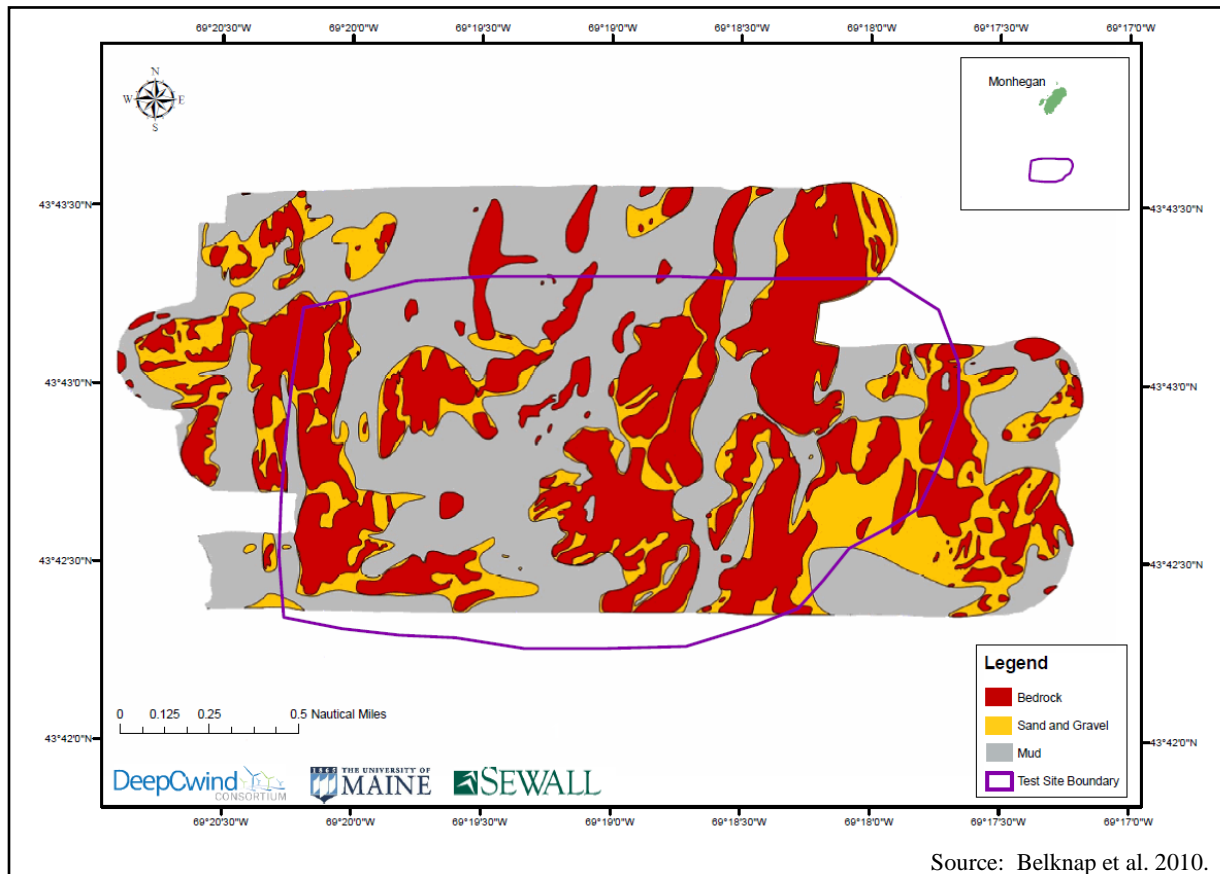 69°20'30"W 69°20'0"W 69°19'30"W 69°19'0"W 69°18'30"W 69°18'0"W 69°17'30"W 69°17'0"W
N
W E
S
Monhegan
43°43'30"N 43°43'30"N
43°43'0"N 43°43'0"N
43°42'30"N 43°42'30"N
Legend
Bedrock
Sand and Gravel
Mud
Test Site Boundary
0 0.125 0.25 0.5 Nautical Miles
43°42'0"N 43°42'0"N
DeepCwind
CONSORTIUM
1865 THE UNIVERSITY OF
MAINE
SEWALL
69°20'30"W 69°20'0"W 69°19'30"W 69°19'0"W 69°18'30"W 69°18'0"W 69°17'30"W 69°17'0"W
Source: Belknap et al. 2010.